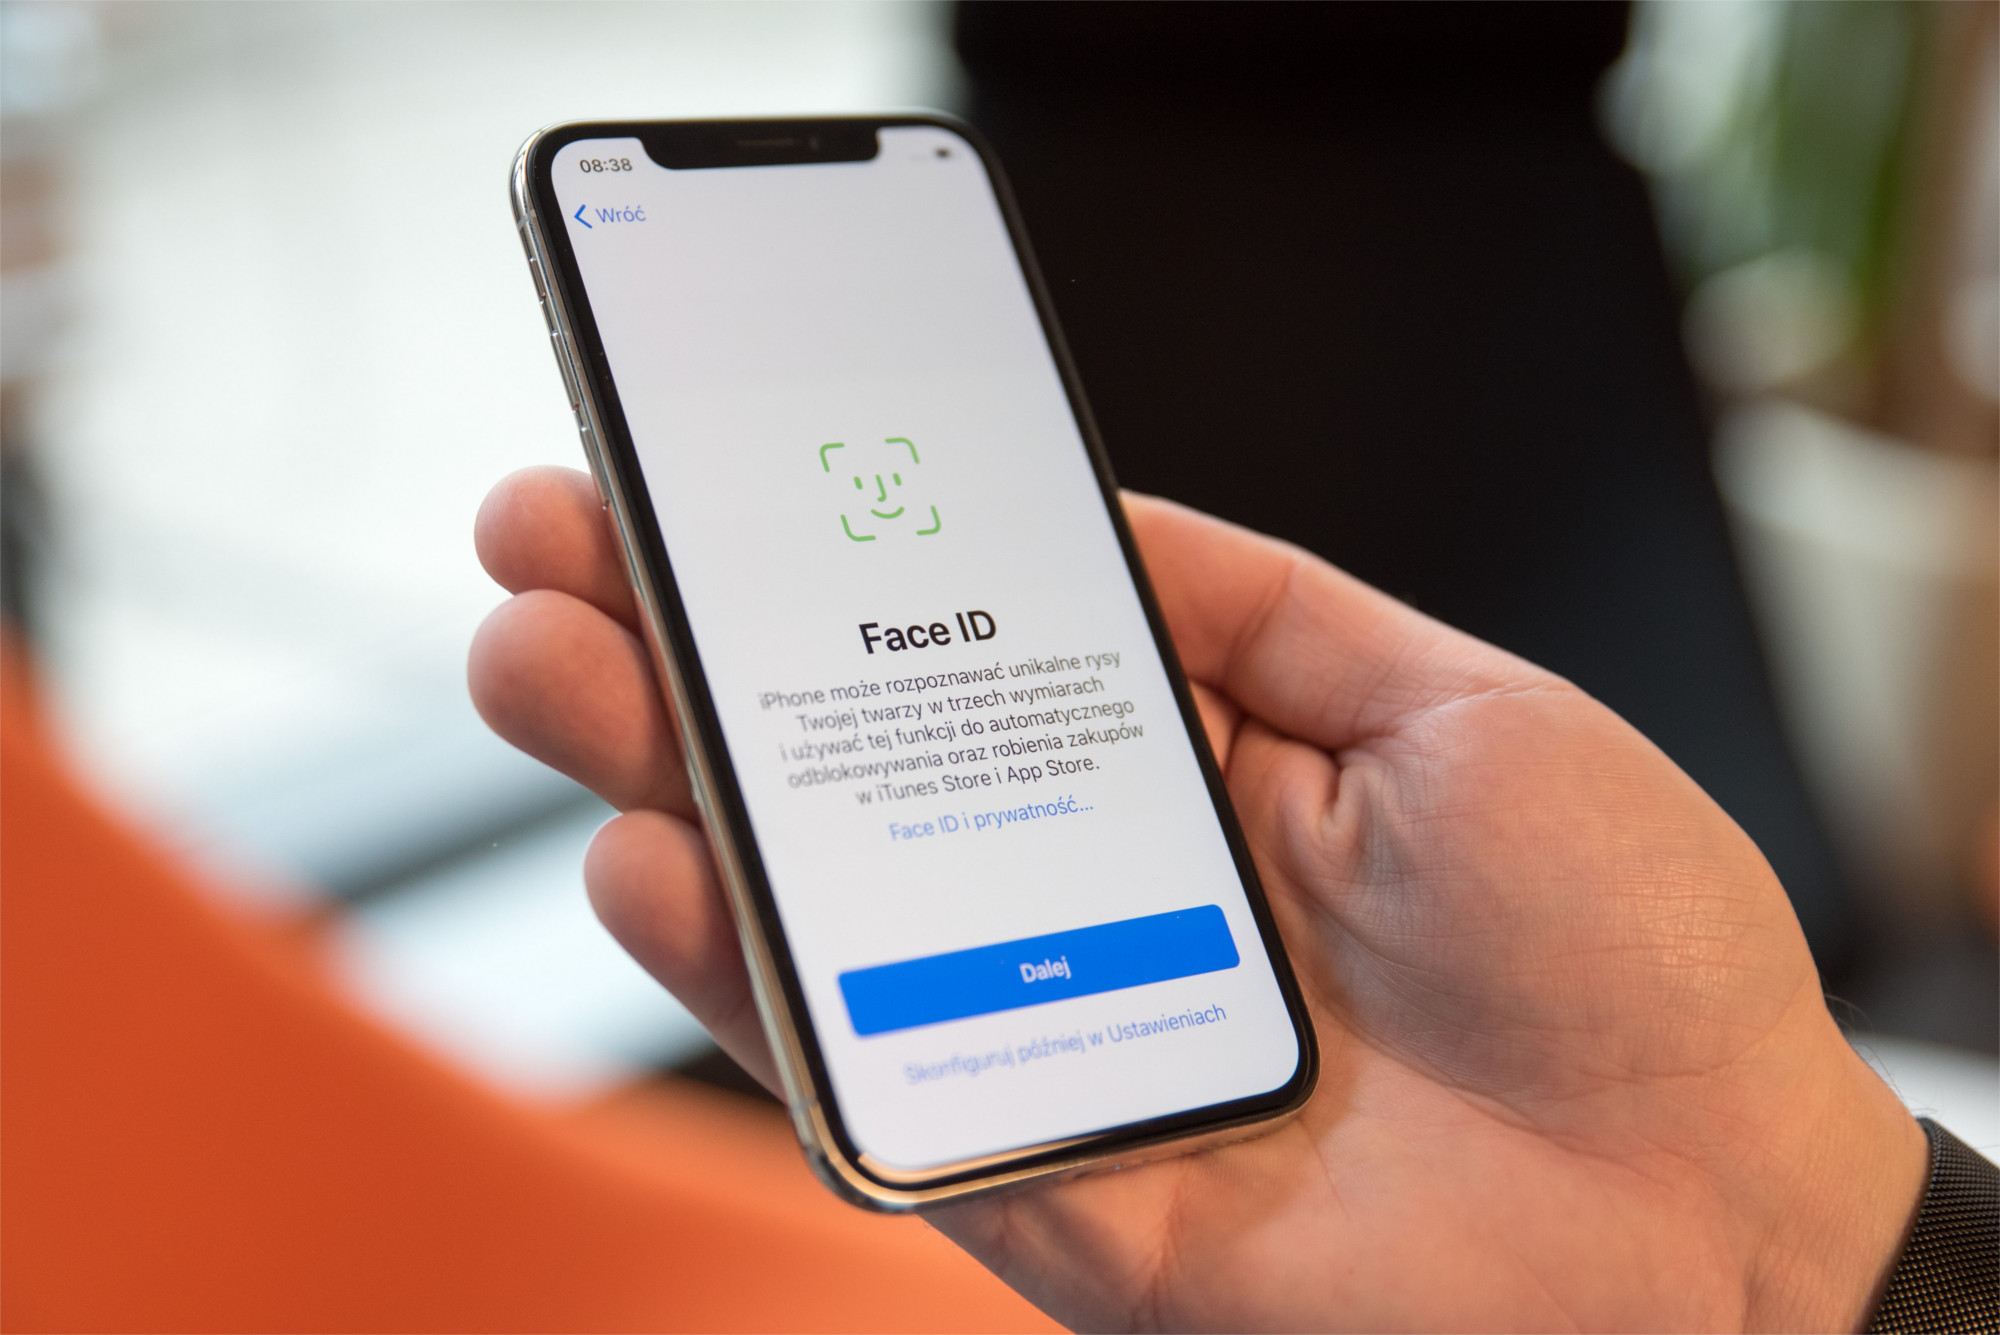 08:38
Wróć
Face ID
iPhone może rozpoznawać unikalne rysy
Twojej twarzy w trzech wymiarach
i używać tej funkcji do automatycznego
odblokowywania oraz robienia zakupów
w iTunes Store i App Store.
Face ID i prywatność...
Dalej
Skonfiguruj później w Ustawieniach